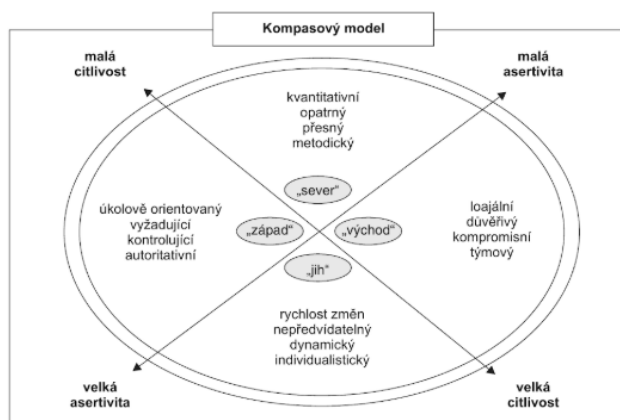 Kompasový model
malá
citlivost
malá
asertivita
kvantitativní
opatrný
přesný
metodický
„sever“
úkolově orientovaný
vyžadující
kontrolující
autoritativní
„západ“
„východ“
loajální
důvěřivý
kompromisní
týmový
„jih“
rychlost změn
nepředvídatelný
dynamický
individualistický
velká
asertivita
velká
citlivost